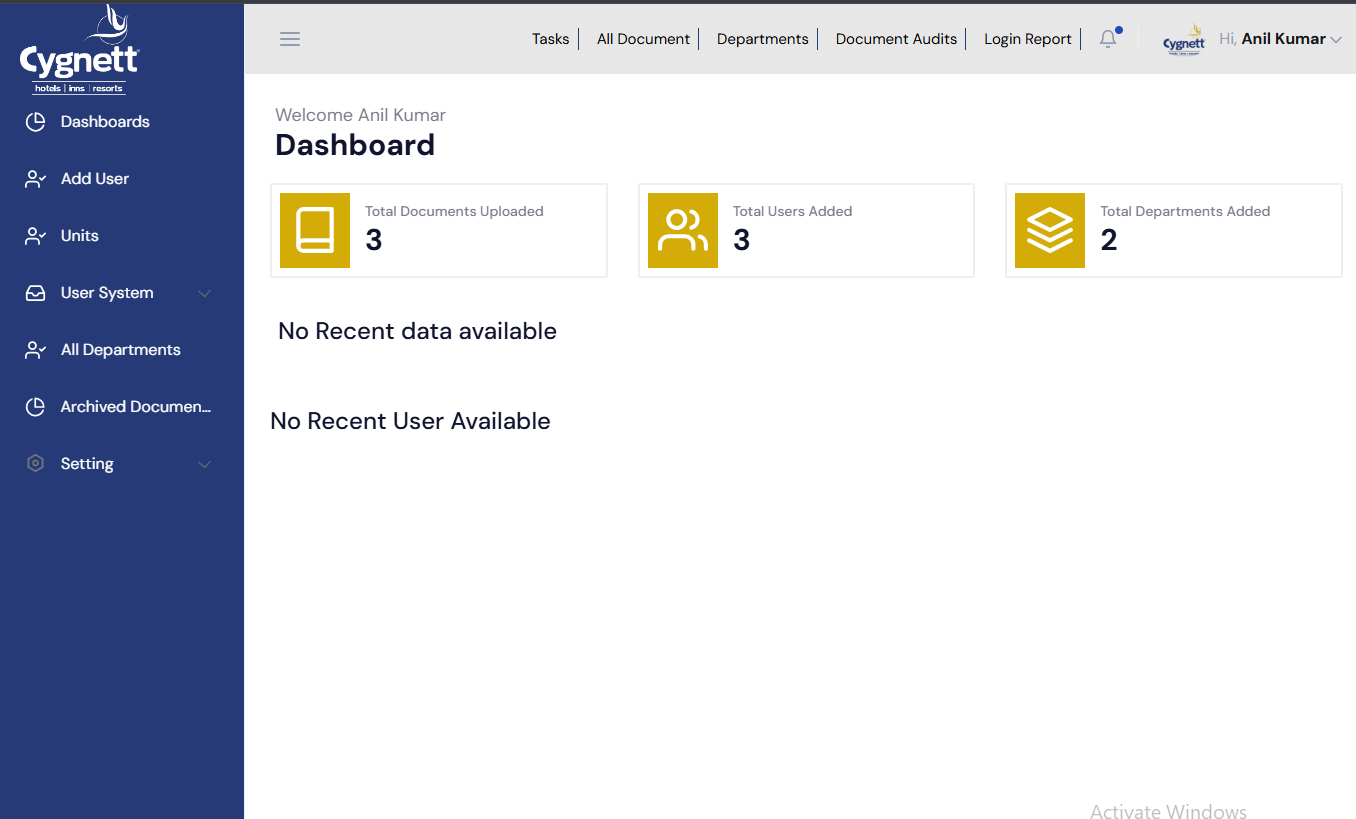 Cygnett
hotels | inns | resorts
Dashboards
Add User
Units
User System
All Departments
Archived Documen...
Setting
Tasks
All Document
Departments
Document Audits
Login Report
Cygnett
Hi, Anil Kumar
Welcome Anil Kumar
Dashboard
Total Documents Uploaded
3
Total Users Added
3
Total Departments Added
2
No Recent data available
No Recent User Available
Activate Windows